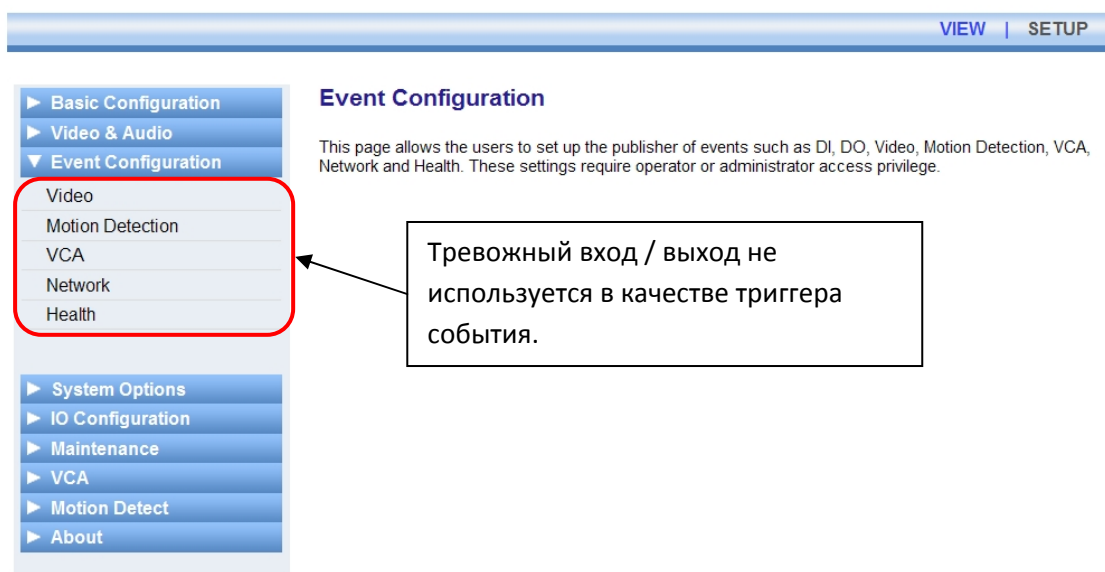 VIEW | SETUP
Basic Configuration
Video & Audio
Event Configuration
Video
Motion Detection
VCA
Network
Health
System Options
IO Configuration
Maintenance
VCA
Motion Detect
About
Event Configuration
This page allows the users to set up the publisher of events such as DI, DO, Video, Motion Detection, VCA,
Network and Health. These settings require operator or administrator access privilege.
Тревожный вход / выход не
используется в качестве триггера
события.